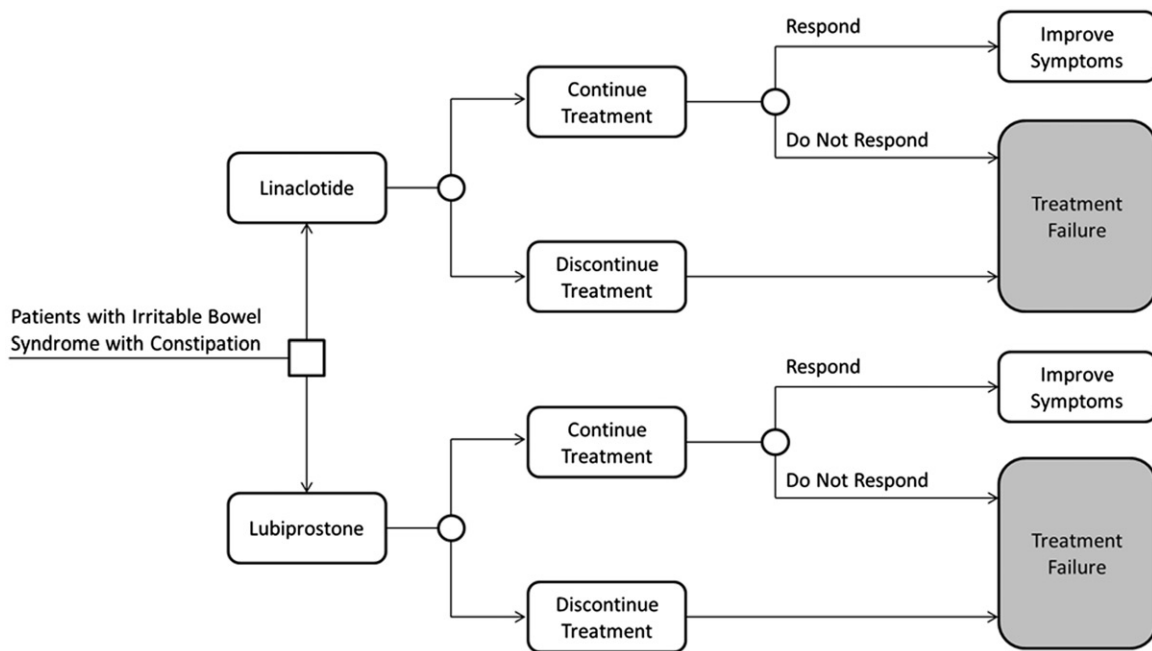 Respond
Improve
Symptoms
Continue
Treatment
Do Not Respond
Linaclotide
Treatment
Failure
Discontinue
Treatment
Patients with Irritable Bowel
Syndrome with Constipation
Respond
Improve
Symptoms
Continue
Treatment
Do Not Respond
Lubiprostone
Treatment
Failure
Discontinue
Treatment